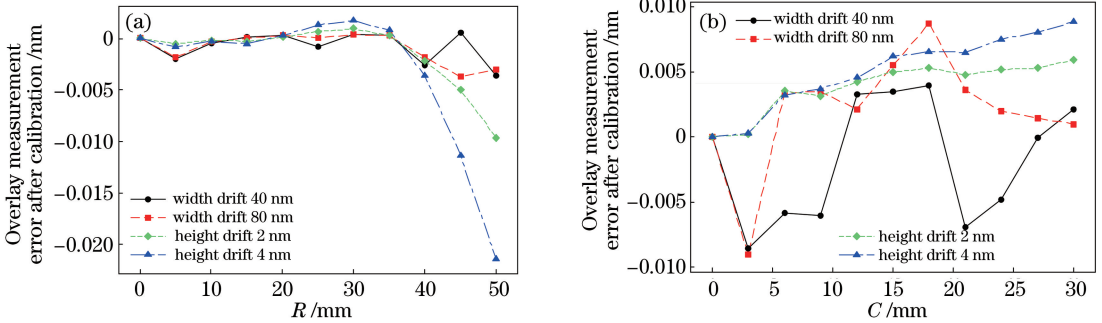 (a)
0
−0.005
−0.010
−0.015
−0.020
Overlay measurement
error after calibration /nm
width drift 40 nm
width drift 80 nm
height drift 2 nm
height drift 4 nm
0 10 20 30 40 50
R /mm
(b)
0.010
0.005
0
−0.005
−0.010
Overlay measurement
error after calibration /nm
width drift 40 nm
width drift 80 nm
height drift 2 nm
height drift 4 nm
0 5 10 15 20 25 30
C /mm